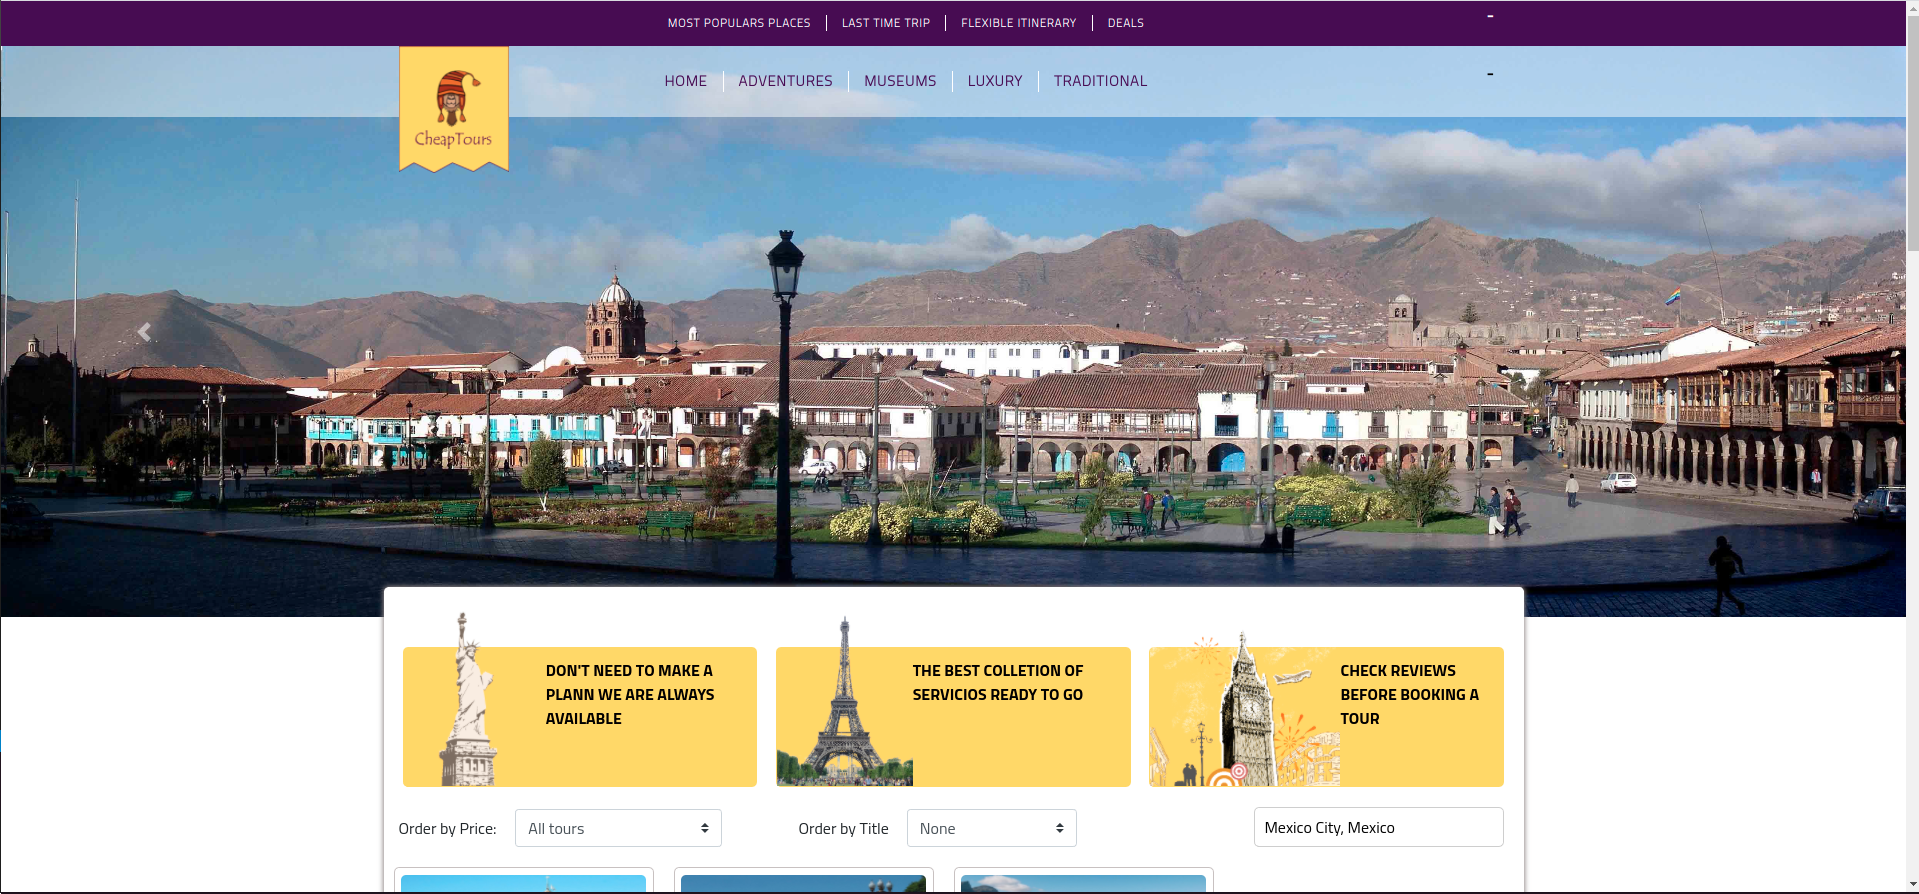 MOST POPULARS PLACES
LAST TIME TRIP
FLEXIBLE ITINERARY
DEALS
-
CheapTours
HOME
ADVENTURES
MUSEUMS
LUXURY
TRADITIONAL
-
DON'T NEED TO MAKE A
PLANN WE ARE ALWAYS
AVAILABLE
THE BEST COLLETION OF
SERVICIOS READY TO GO
CHECK REVIEWS
BEFORE BOOKING A
TOUR
Order by Price:
All tours
Order by Title
None
Mexico City, Mexico